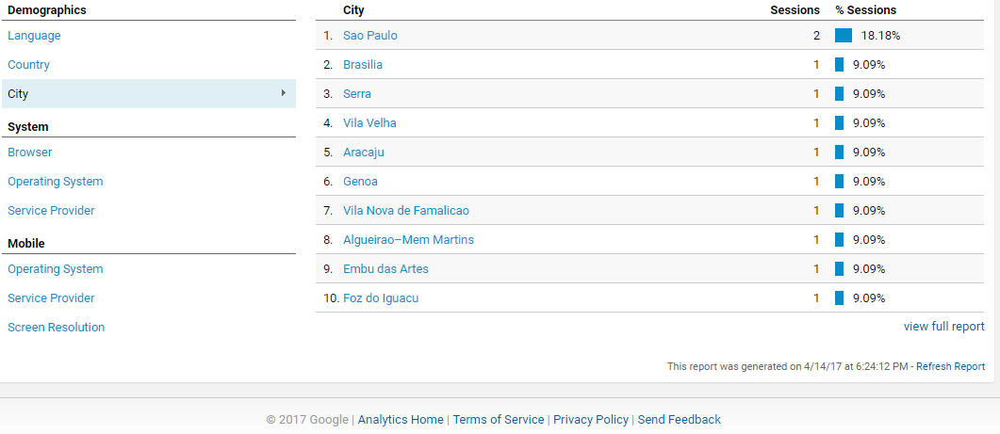 Demographics
Language
Country
City
System
Browser
Operating System
Service Provider
Mobile
Operating System
Service Provider
Screen Resolution
City Sessions % Sessions
1. Sao Paulo 2 18.18%
2. Brasilia 1 9.09%
3. Serra 1 9.09%
4. Vila Velha 1 9.09%
5. Aracaju 1 9.09%
6. Genoa 1 9.09%
7. Vila Nova de Famalicao 1 9.09%
8. Algueirao–Mem Martins 1 9.09%
9. Embu das Artes 1 9.09%
10. Foz do Iguacu 1 9.09%
view full report
This report was generated on 4/14/17 at 6:24:12 PM - Refresh Report
© 2017 Google | Analytics Home | Terms of Service | Privacy Policy | Send Feedback